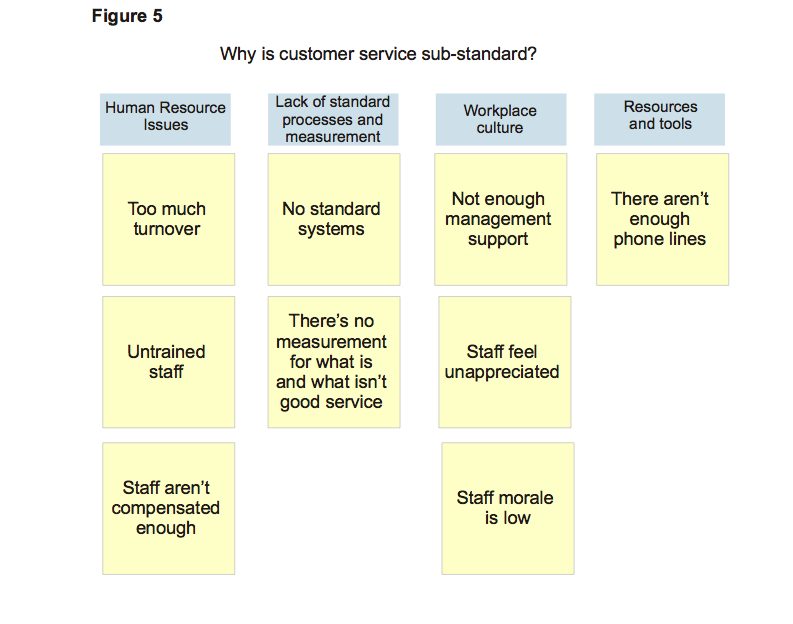 Figure 5
Why is customer service sub-standard?
Human Resource
Issues
Lack of standard
processes and
measurement
Workplace
culture
Resources
and tools
Too much
turnover
No standard
systems
Not enough
management
support
There aren’t
enough
phone lines
Untrained
staff
There’s no
measurement
for what is
and what isn’t
good service
Staff feel
unappreciated
Staff aren’t
compensated
enough
Staff morale
is low